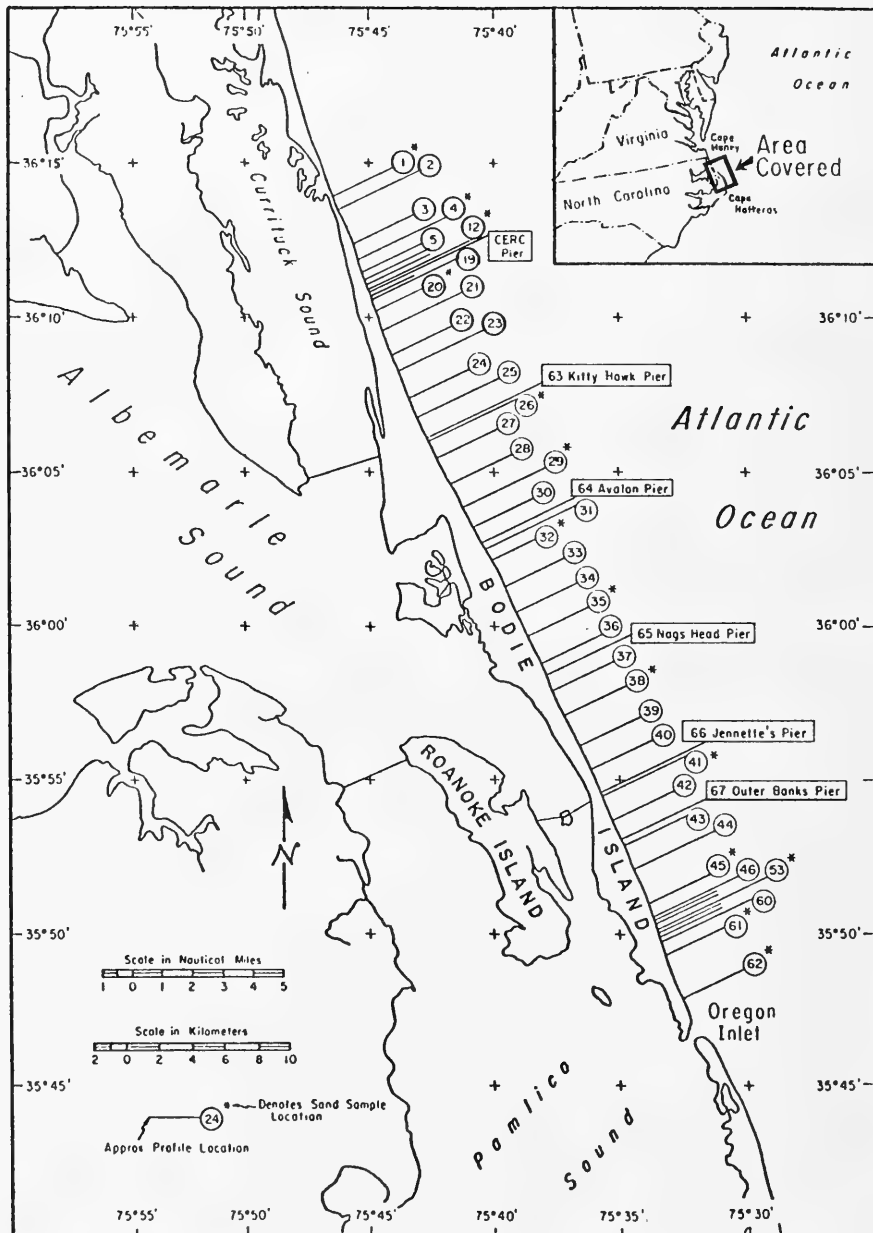 75°55' 75°50' 75°45' 75°40'
Atlantic
Ocean
Virginia
Cape
Henry
Area
Covered
North Carolina
Cape
Hatteras
36°15'
1 * 2
3 4 * 12 *
5
CERC
Pier
19
20 * 21
Currituck
Sound
36°10' 36°10'
22 23
24 25
63 Kitty Hawk Pier
26 *
27
Albemarle
Sound
Atlantic
Ocean
28 29 *
36°05' 36°05'
64 Avalon Pier
30 31
32 *
33
34
35 *
BODIE
36°00' 36°00'
36
65 Nags Head Pier
37
38 *
39
40
66 Jennette's Pier
41 *
35°55' 35°55'
42
67 Outer Banks Pier
43 44
ROANOKE ISLAND
ISLAND
N
45 * 46 53 *
60
61 *
35°50' 35°50'
62 *
Scale in Nautical Miles
1 0 1 2 3 4 5
Oregon
Inlet
Scale in Kilometers
2 0 2 4 6 8 10
35°45' 35°45'
24 * Denotes Sand Sample
Location
Approx Profile Location
Pamlico
Sound
75°55' 75°50' 75°45' 75°40' 75°35' 75°30'